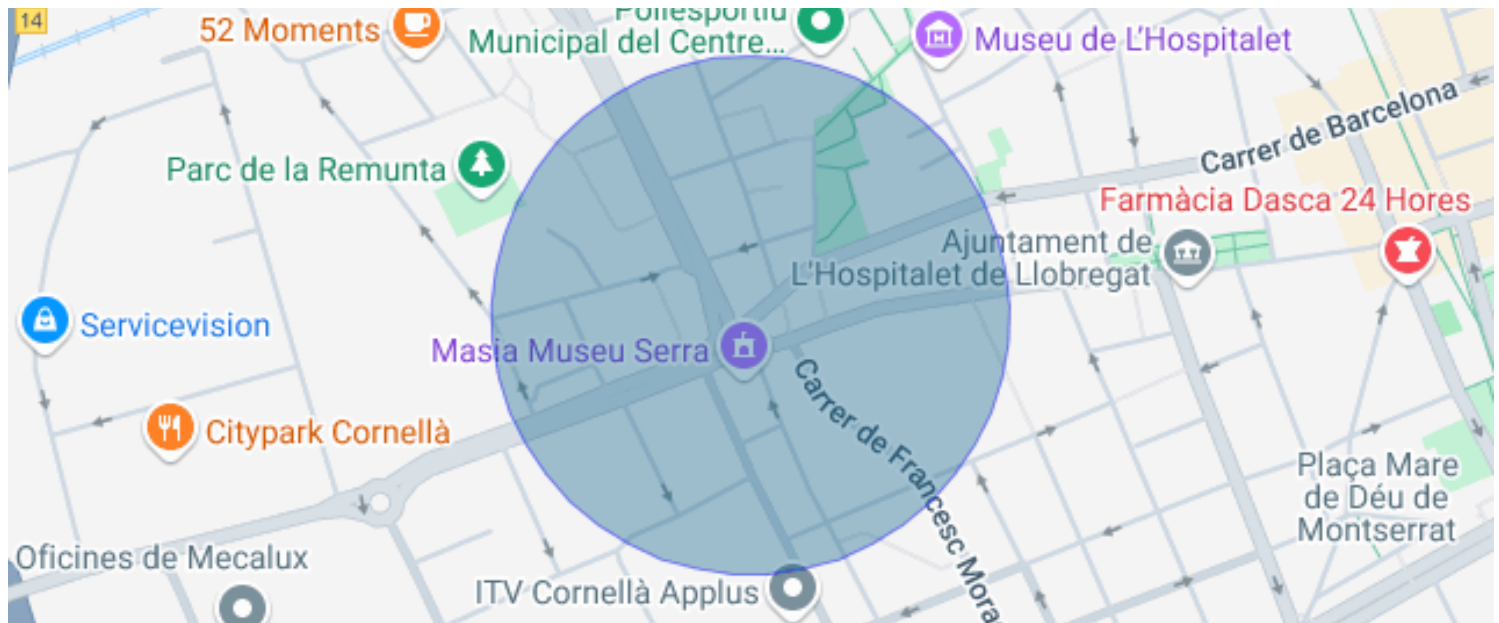 14
52 Moments
Poliesportiu
Municipal del Centre...
Museu de L'Hospitalet
Carrer de Barcelona
Parc de la Remunta
Farmàcia Dasca 24 Hores
Ajuntament de
L'Hospitalet de Llobregat
Servicevision
Masia Museu Serra
Citypark Cornellà
Carrer de Francesc Mora
Plaça Mare
de Déu de
Montserrat
Oficines de Mecalux
ITV Cornellà Applus